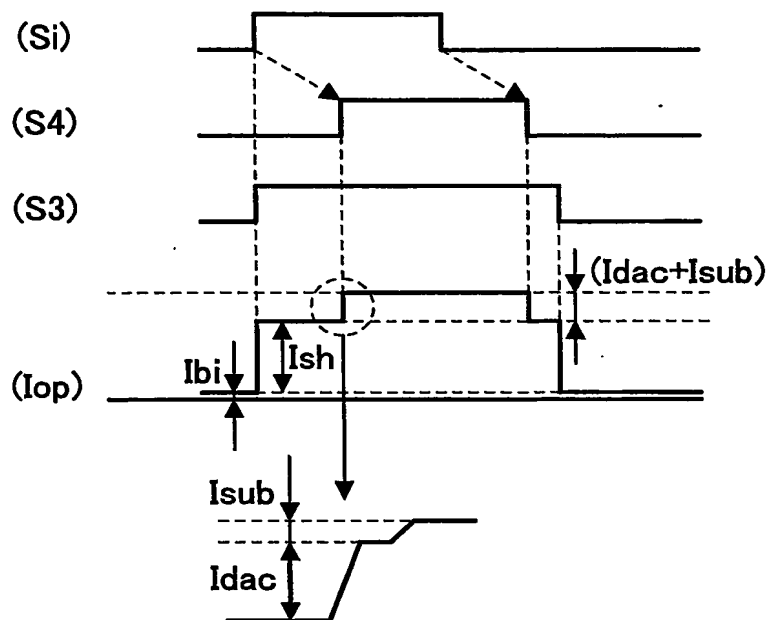 (Si)
(S4)
(S3)
(Idac+Isub)
Ibi
Ish
(Iop)
Isub
Idac